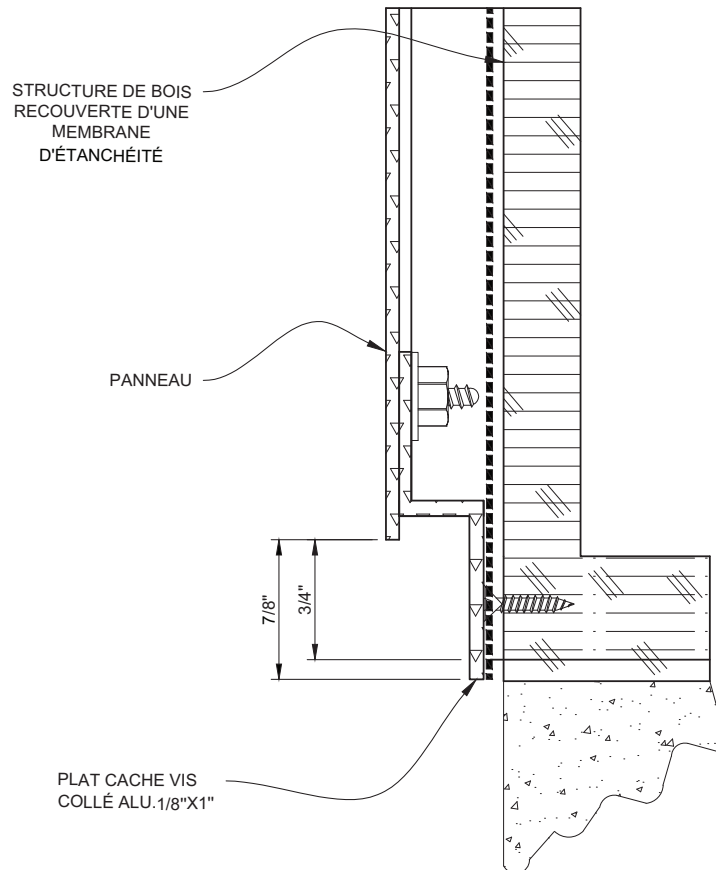 STRUCTURE DE BOIS
RECOUVERTE D'UNE
MEMBRANE
D'ÉTANCHÉITÉ
PANNEAU
7/8"
3/4"
PLAT CACHE VIS
COLLÉ ALU.1/8"X1"